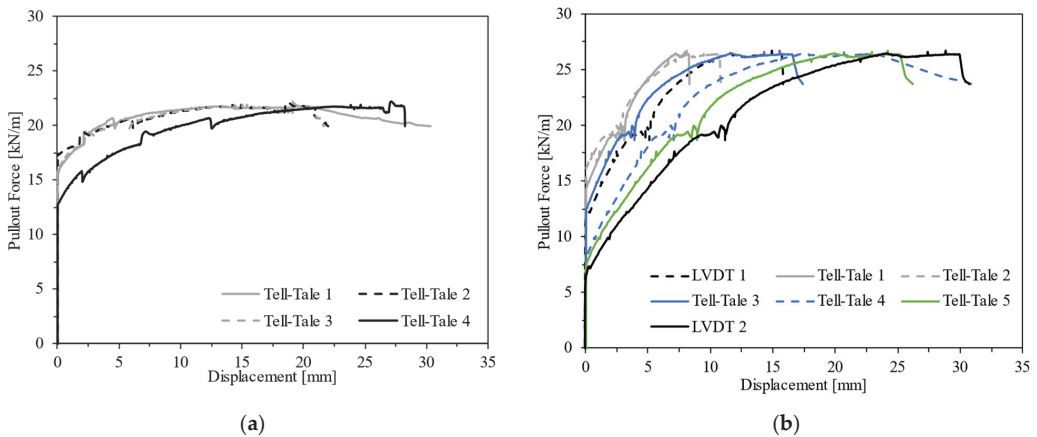 30
25
20
15
10
5
0
Pullout Force [kN/m]
Tell-Tale 1
Tell-Tale 2
Tell-Tale 3
Tell-Tale 4
0 5 10 15 20 25 30 35
Displacement [mm]
(a)
30
25
20
15
10
5
0
Pullout Force [kN/m]
LVDT 1
Tell-Tale 1
Tell-Tale 2
Tell-Tale 3
Tell-Tale 4
Tell-Tale 5
LVDT 2
0 5 10 15 20 25 30 35
Displacement [mm]
(b)